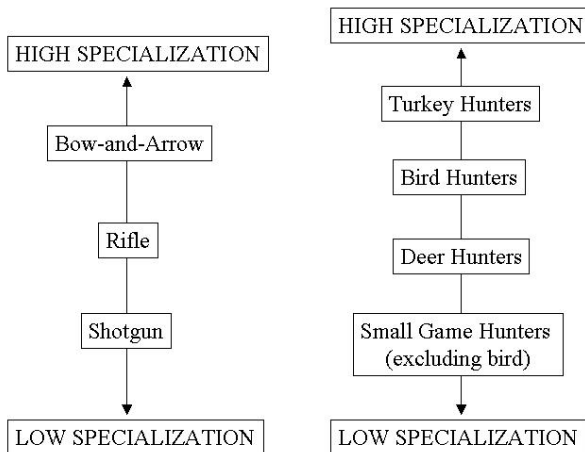 HIGH SPECIALIZATION
Bow-and-Arrow
Rifle
Shotgun
LOW SPECIALIZATION
HIGH SPECIALIZATION
Turkey Hunters
Bird Hunters
Deer Hunters
Small Game Hunters
(excluding bird)
LOW SPECIALIZATION